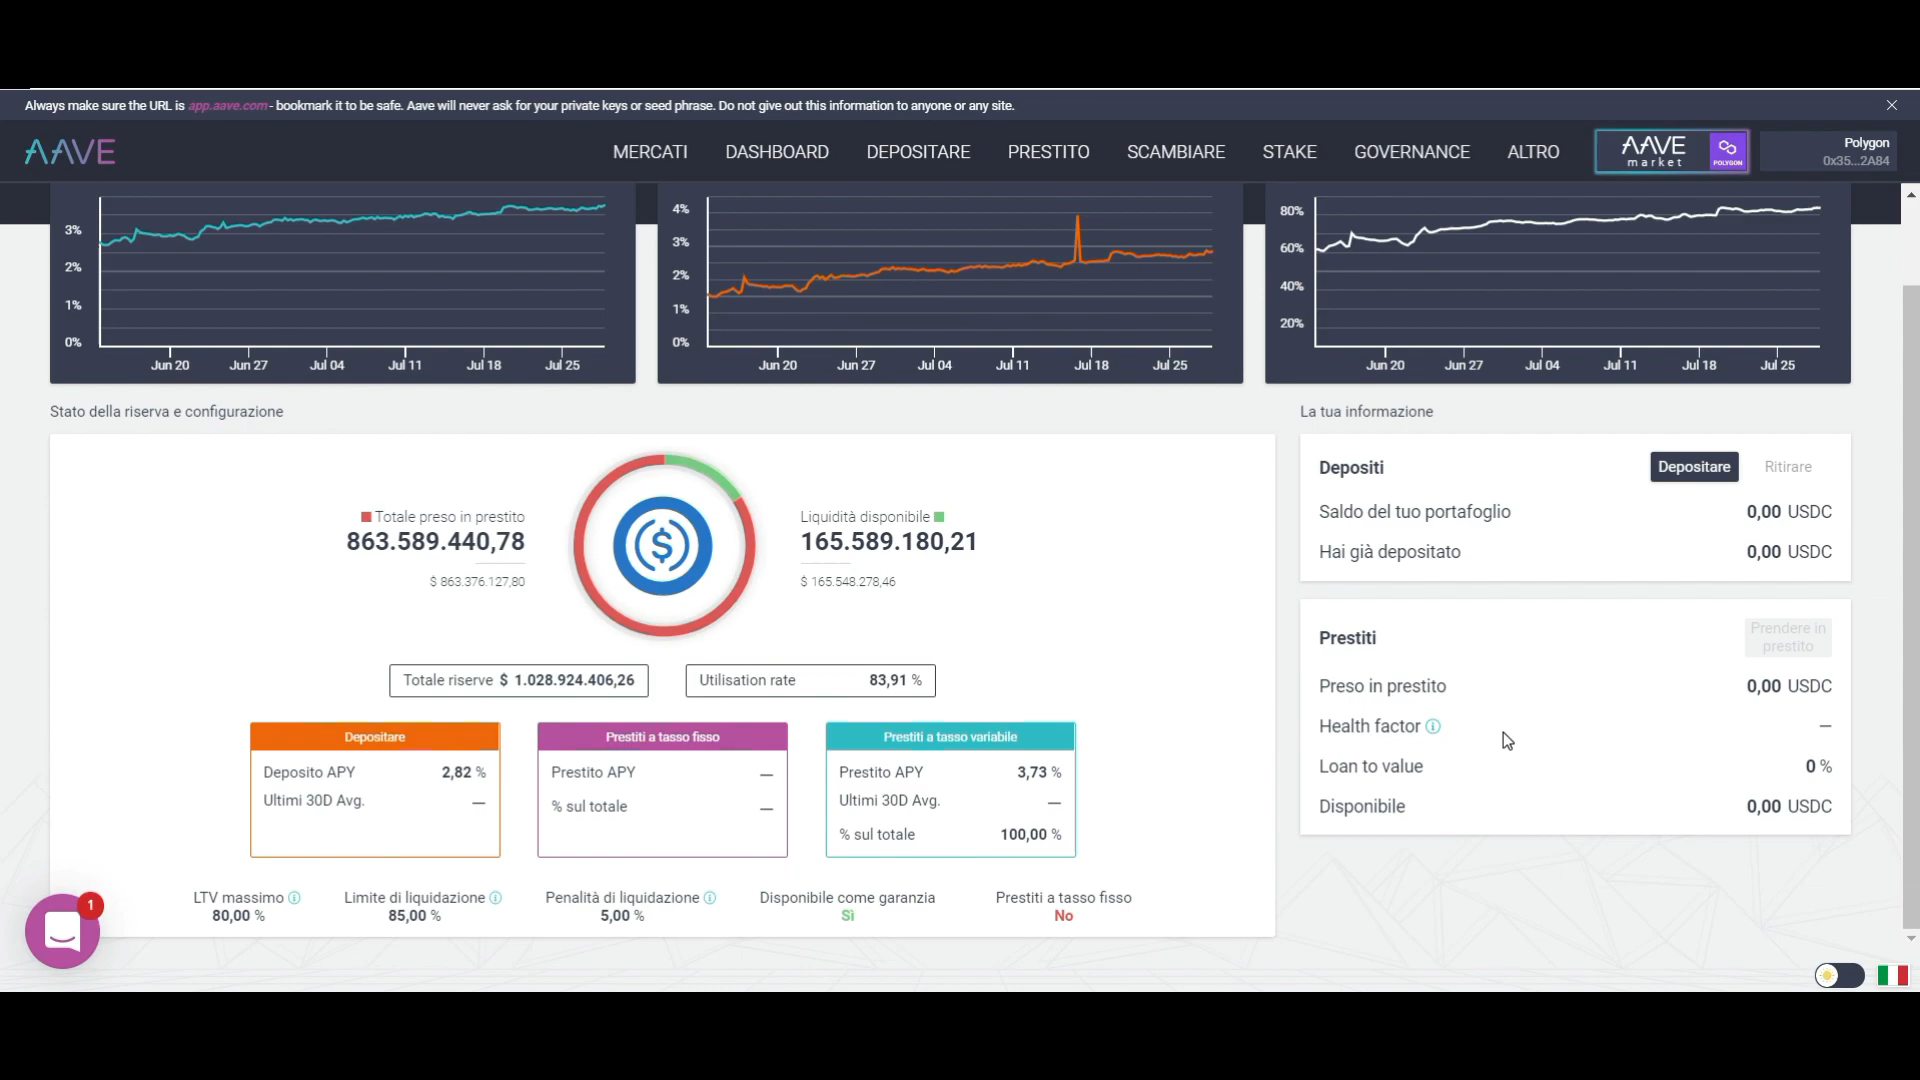 Always make sure the URL is app.aave.com - bookmark it to be safe. Aave will never ask for your private keys or seed phrase. Do not give out this information to anyone or any site.
AAVE
MERCATI DASHBOARD DEPOSITARE PRESTITO SCAMBIARE STAKE GOVERNANCE ALTRO
AAVE
market
POLYGON
Polygon
0x35...2A84
3%
2%
1%
0%
Jun 20 Jun 27 Jul 04 Jul 11 Jul 18 Jul 25
4%
3%
2%
1%
0%
Jun 20 Jun 27 Jul 04 Jul 11 Jul 18 Jul 25
80%
60%
40%
20%
Jun 20 Jun 27 Jul 04 Jul 11 Jul 18 Jul 25
Stato della riserva e configurazione
Totale preso in prestito
863.589.440,78
$ 863.376.127,80
Liquidità disponibile
165.589.180,21
$ 165.548.278,46
Totale riserve $ 1.028.924.406,26
Utilisation rate 83,91 %
Depositare
Deposito APY 2,82 %
Ultimi 30D Avg. —
Prestiti a tasso fisso
Prestito APY —
% sul totale —
Prestiti a tasso variabile
Prestito APY 3,73 %
Ultimi 30D Avg. —
% sul totale 100,00 %
LTV massimo
80,00 %
Limite di liquidazione
85,00 %
Penalità di liquidazione
5,00 %
Disponibile come garanzia
Sì
Prestiti a tasso fisso
No
La tua informazione
Depositi Depositare Ritirare
Saldo del tuo portafoglio 0,00 USDC
Hai già depositato 0,00 USDC
Prestiti
Prendere in
prestito
Preso in prestito 0,00 USDC
Health factor —
Loan to value 0 %
Disponibile 0,00 USDC
1